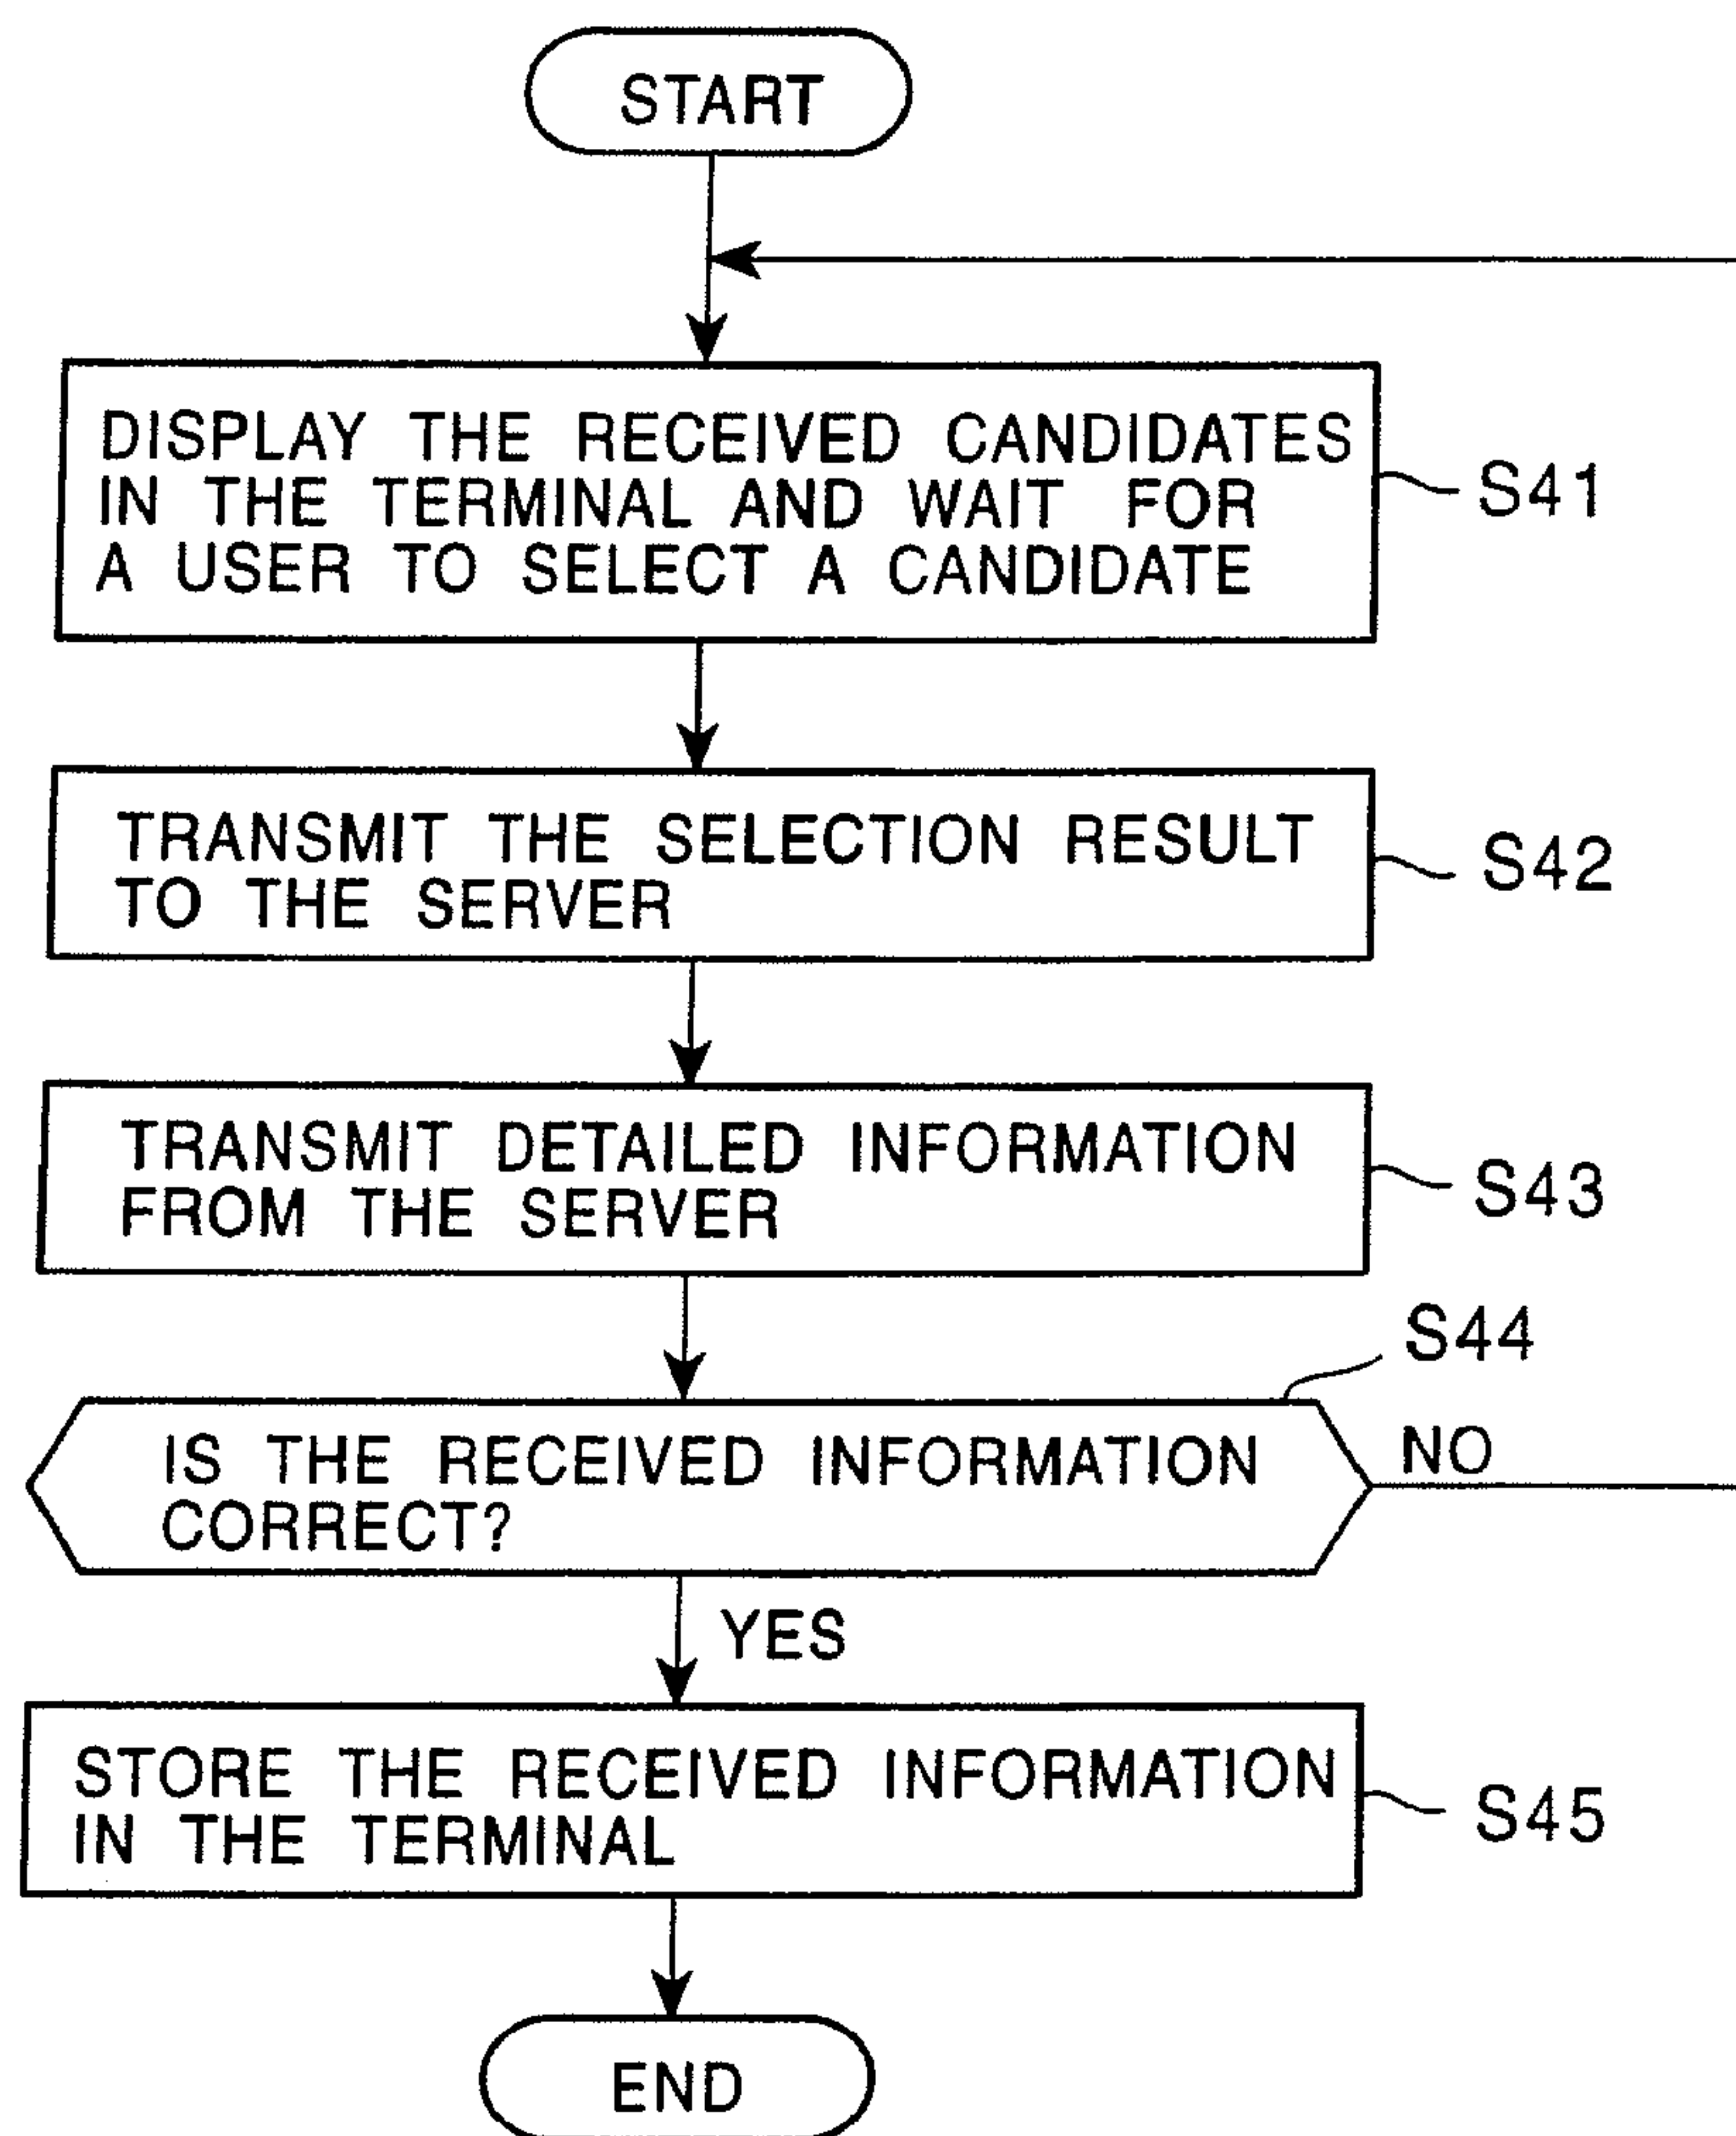 START
DISPLAY THE RECEIVED CANDIDATES
IN THE TERMINAL AND WAIT FOR
A USER TO SELECT A CANDIDATE
S41
TRANSMIT THE SELECTION RESULT
TO THE SERVER
S42
TRANSMIT DETAILED INFORMATION
FROM THE SERVER
S43
S44
IS THE RECEIVED INFORMATION
CORRECT?
NO
YES
STORE THE RECEIVED INFORMATION
IN THE TERMINAL
S45
END